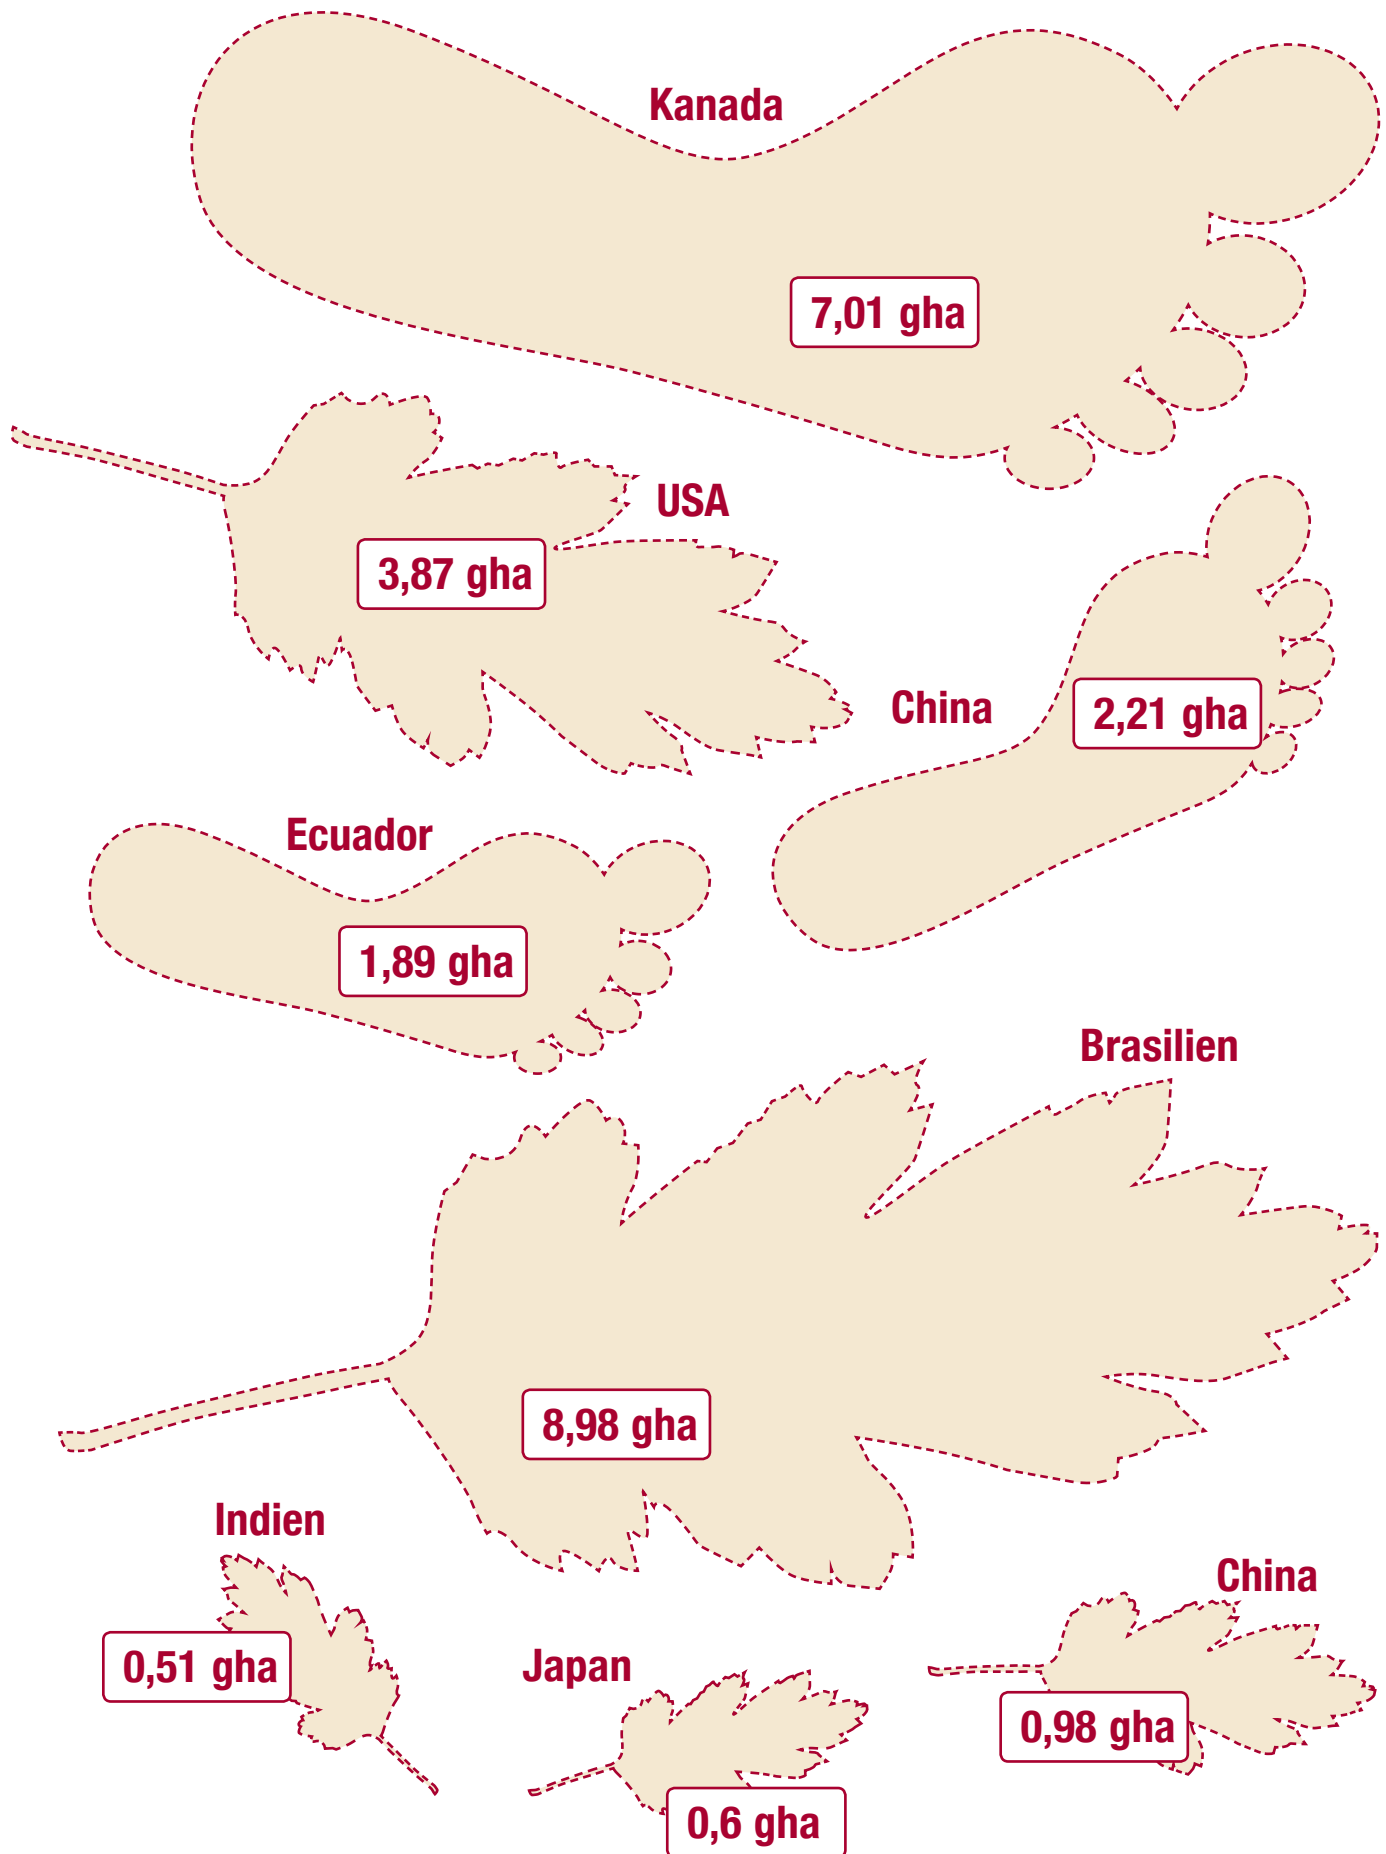 Kanada
7,01 gha
USA
3,87 gha
China
2,21 gha
Ecuador
1,89 gha
Brasilien
8,98 gha
Indien
0,51 gha
Japan
0,6 gha
China
0,98 gha